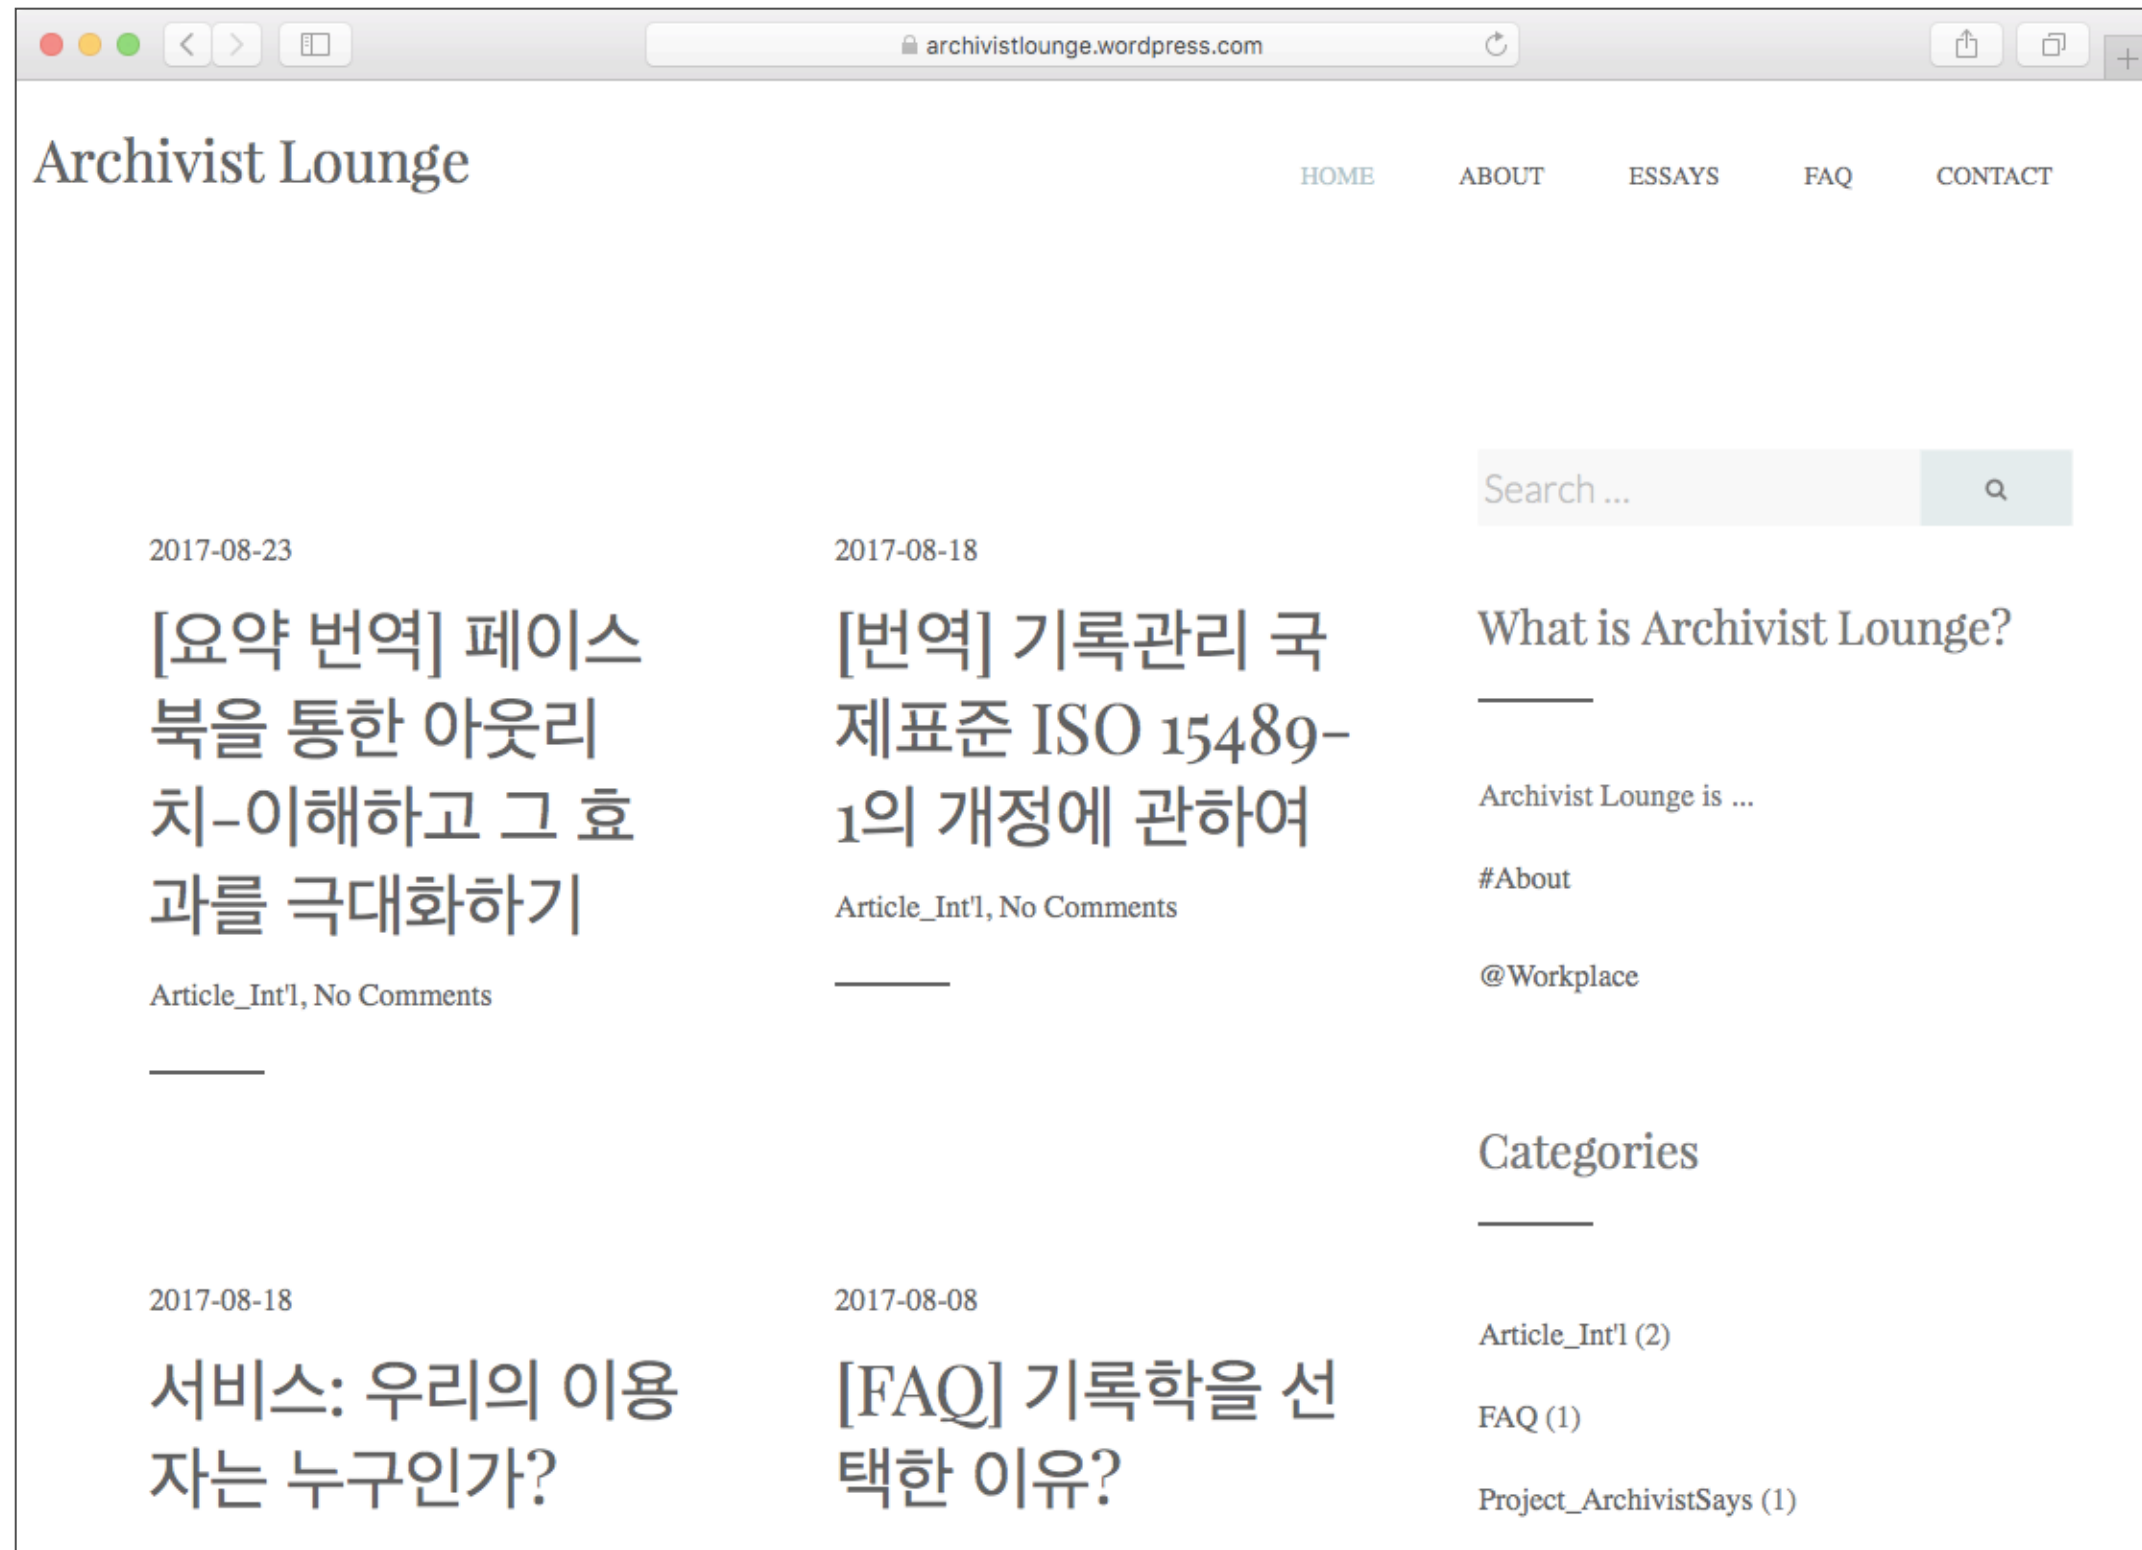 archivistlounge.wordpress.com
Archivist Lounge
HOME ABOUT ESSAYS FAQ CONTACT
2017-08-23
[요약 번역] 페이스
북을 통한 아웃리
치–이해하고 그 효
과를 극대화하기
Article_Int'l, No Comments
2017-08-18
[번역] 기록관리 국
제표준 ISO 15489-
1의 개정에 관하여
Article_Int'l, No Comments
2017-08-18
서비스: 우리의 이용
자는 누구인가?
2017-08-08
[FAQ] 기록학을 선
택한 이유?
Search ...
What is Archivist Lounge?
Archivist Lounge is ...
#About
@Workplace
Categories
Article_Int'l (2)
FAQ (1)
Project_ArchivistSays (1)